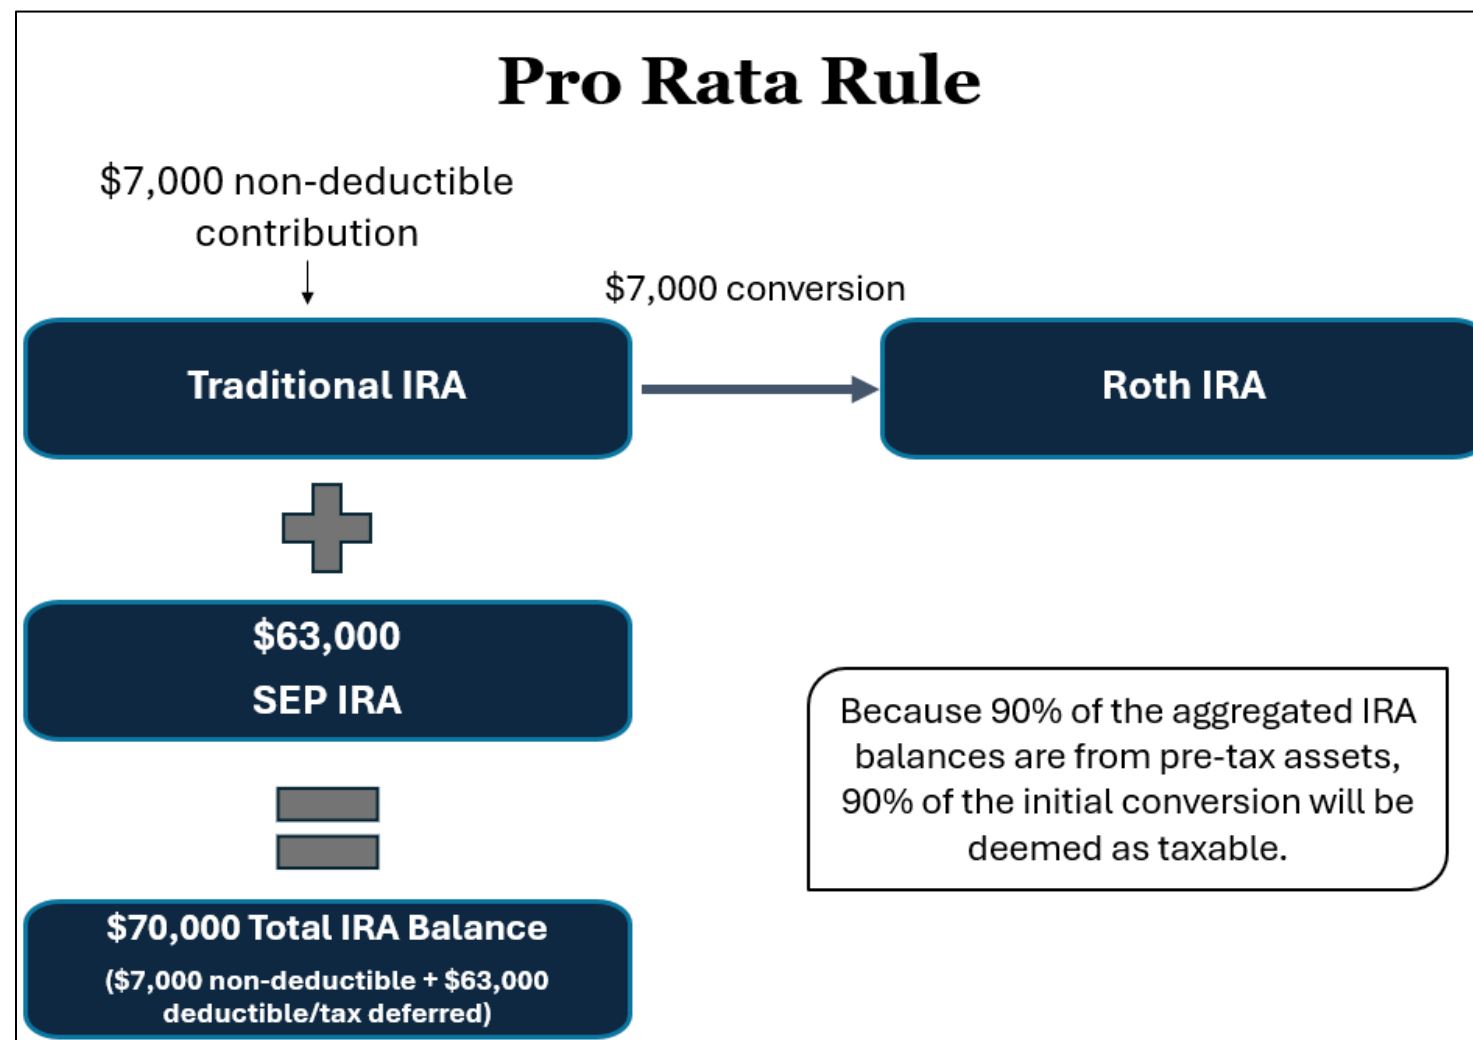 Pro Rata Rule
$7,000 non-deductible
contribution
$7,000 conversion
Traditional IRA
Roth IRA
$63,000
SEP IRA
Because 90% of the aggregated IRA
balances are from pre-tax assets,
90% of the initial conversion will be
deemed as taxable.
$70,000 Total IRA Balance
($7,000 non-deductible + $63,000
deductible/tax deferred)